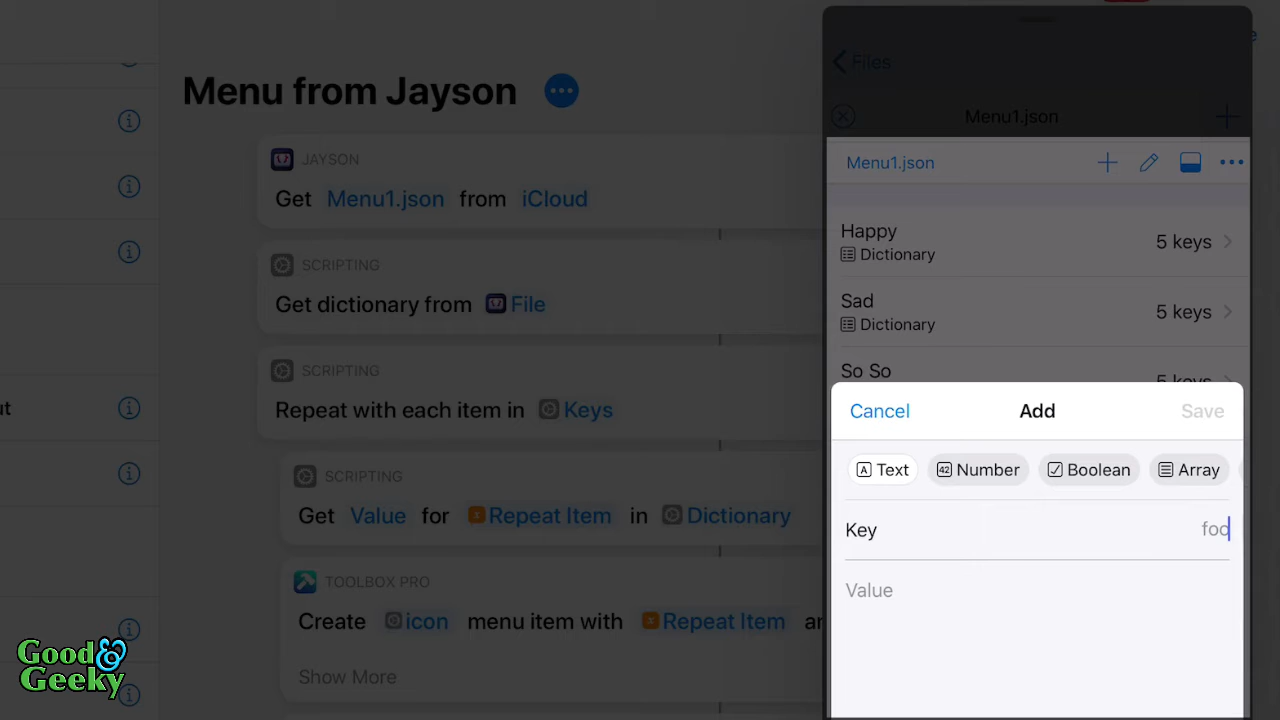 Menu from Jayson
JAYSON
Get Menu1.json from iCloud
SCRIPTING
Get dictionary from File
SCRIPTING
Repeat with each item in Keys
SCRIPTING
Get Value for Repeat Item in Dictionary
TOOLBOX PRO
Create icon menu item with Repeat Item
Show More
Files
Menu1.json
Menu1.json
Happy
Dictionary
5 keys
Sad
Dictionary
5 keys
So So
5 keys
Cancel
Add
Save
Text
Number
Boolean
Array
Key
foo
Value
Good &
Geeky